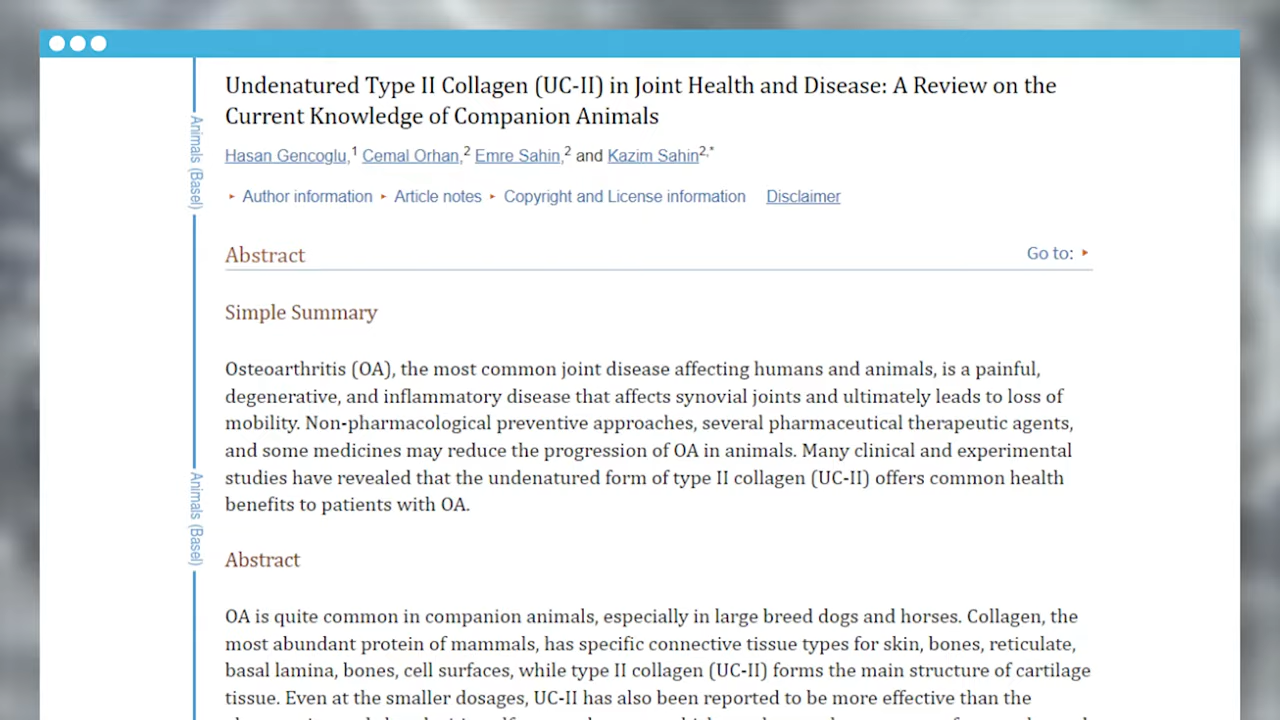 Undenatured Type II Collagen (UC-II) in Joint Health and Disease: A Review on the
Current Knowledge of Companion Animals
Hasan Gencoglu,1 Cemal Orhan,2 Emre Sahin,2 and Kazim Sahin2,*
Author information Article notes Copyright and License information Disclaimer
Animals (Basel)
Abstract Go to:
Simple Summary
Osteoarthritis (OA), the most common joint disease affecting humans and animals, is a painful,
degenerative, and inflammatory disease that affects synovial joints and ultimately leads to loss of
mobility. Non-pharmacological preventive approaches, several pharmaceutical therapeutic agents,
and some medicines may reduce the progression of OA in animals. Many clinical and experimental
studies have revealed that the undenatured form of type II collagen (UC-II) offers common health
benefits to patients with OA.
Animals (Basel)
Abstract
OA is quite common in companion animals, especially in large breed dogs and horses. Collagen, the
most abundant protein of mammals, has specific connective tissue types for skin, bones, reticulate,
basal lamina, bones, cell surfaces, while type II collagen (UC-II) forms the main structure of cartilage
tissue. Even at the smaller dosages, UC-II has also been reported to be more effective than the